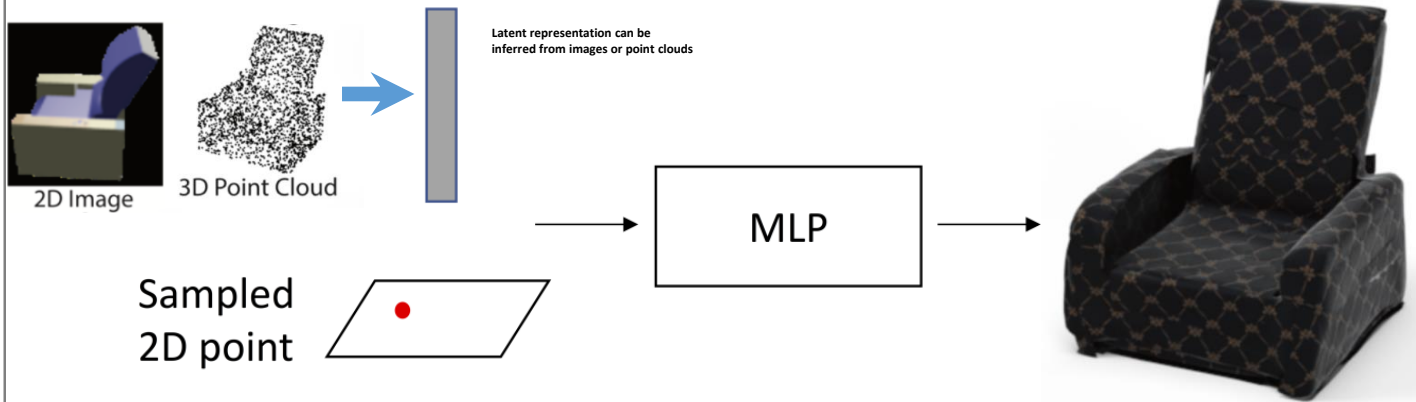 Latent representation can be
inferred from images or point clouds
2D Image
3D Point Cloud
MLP
Sampled
2D point